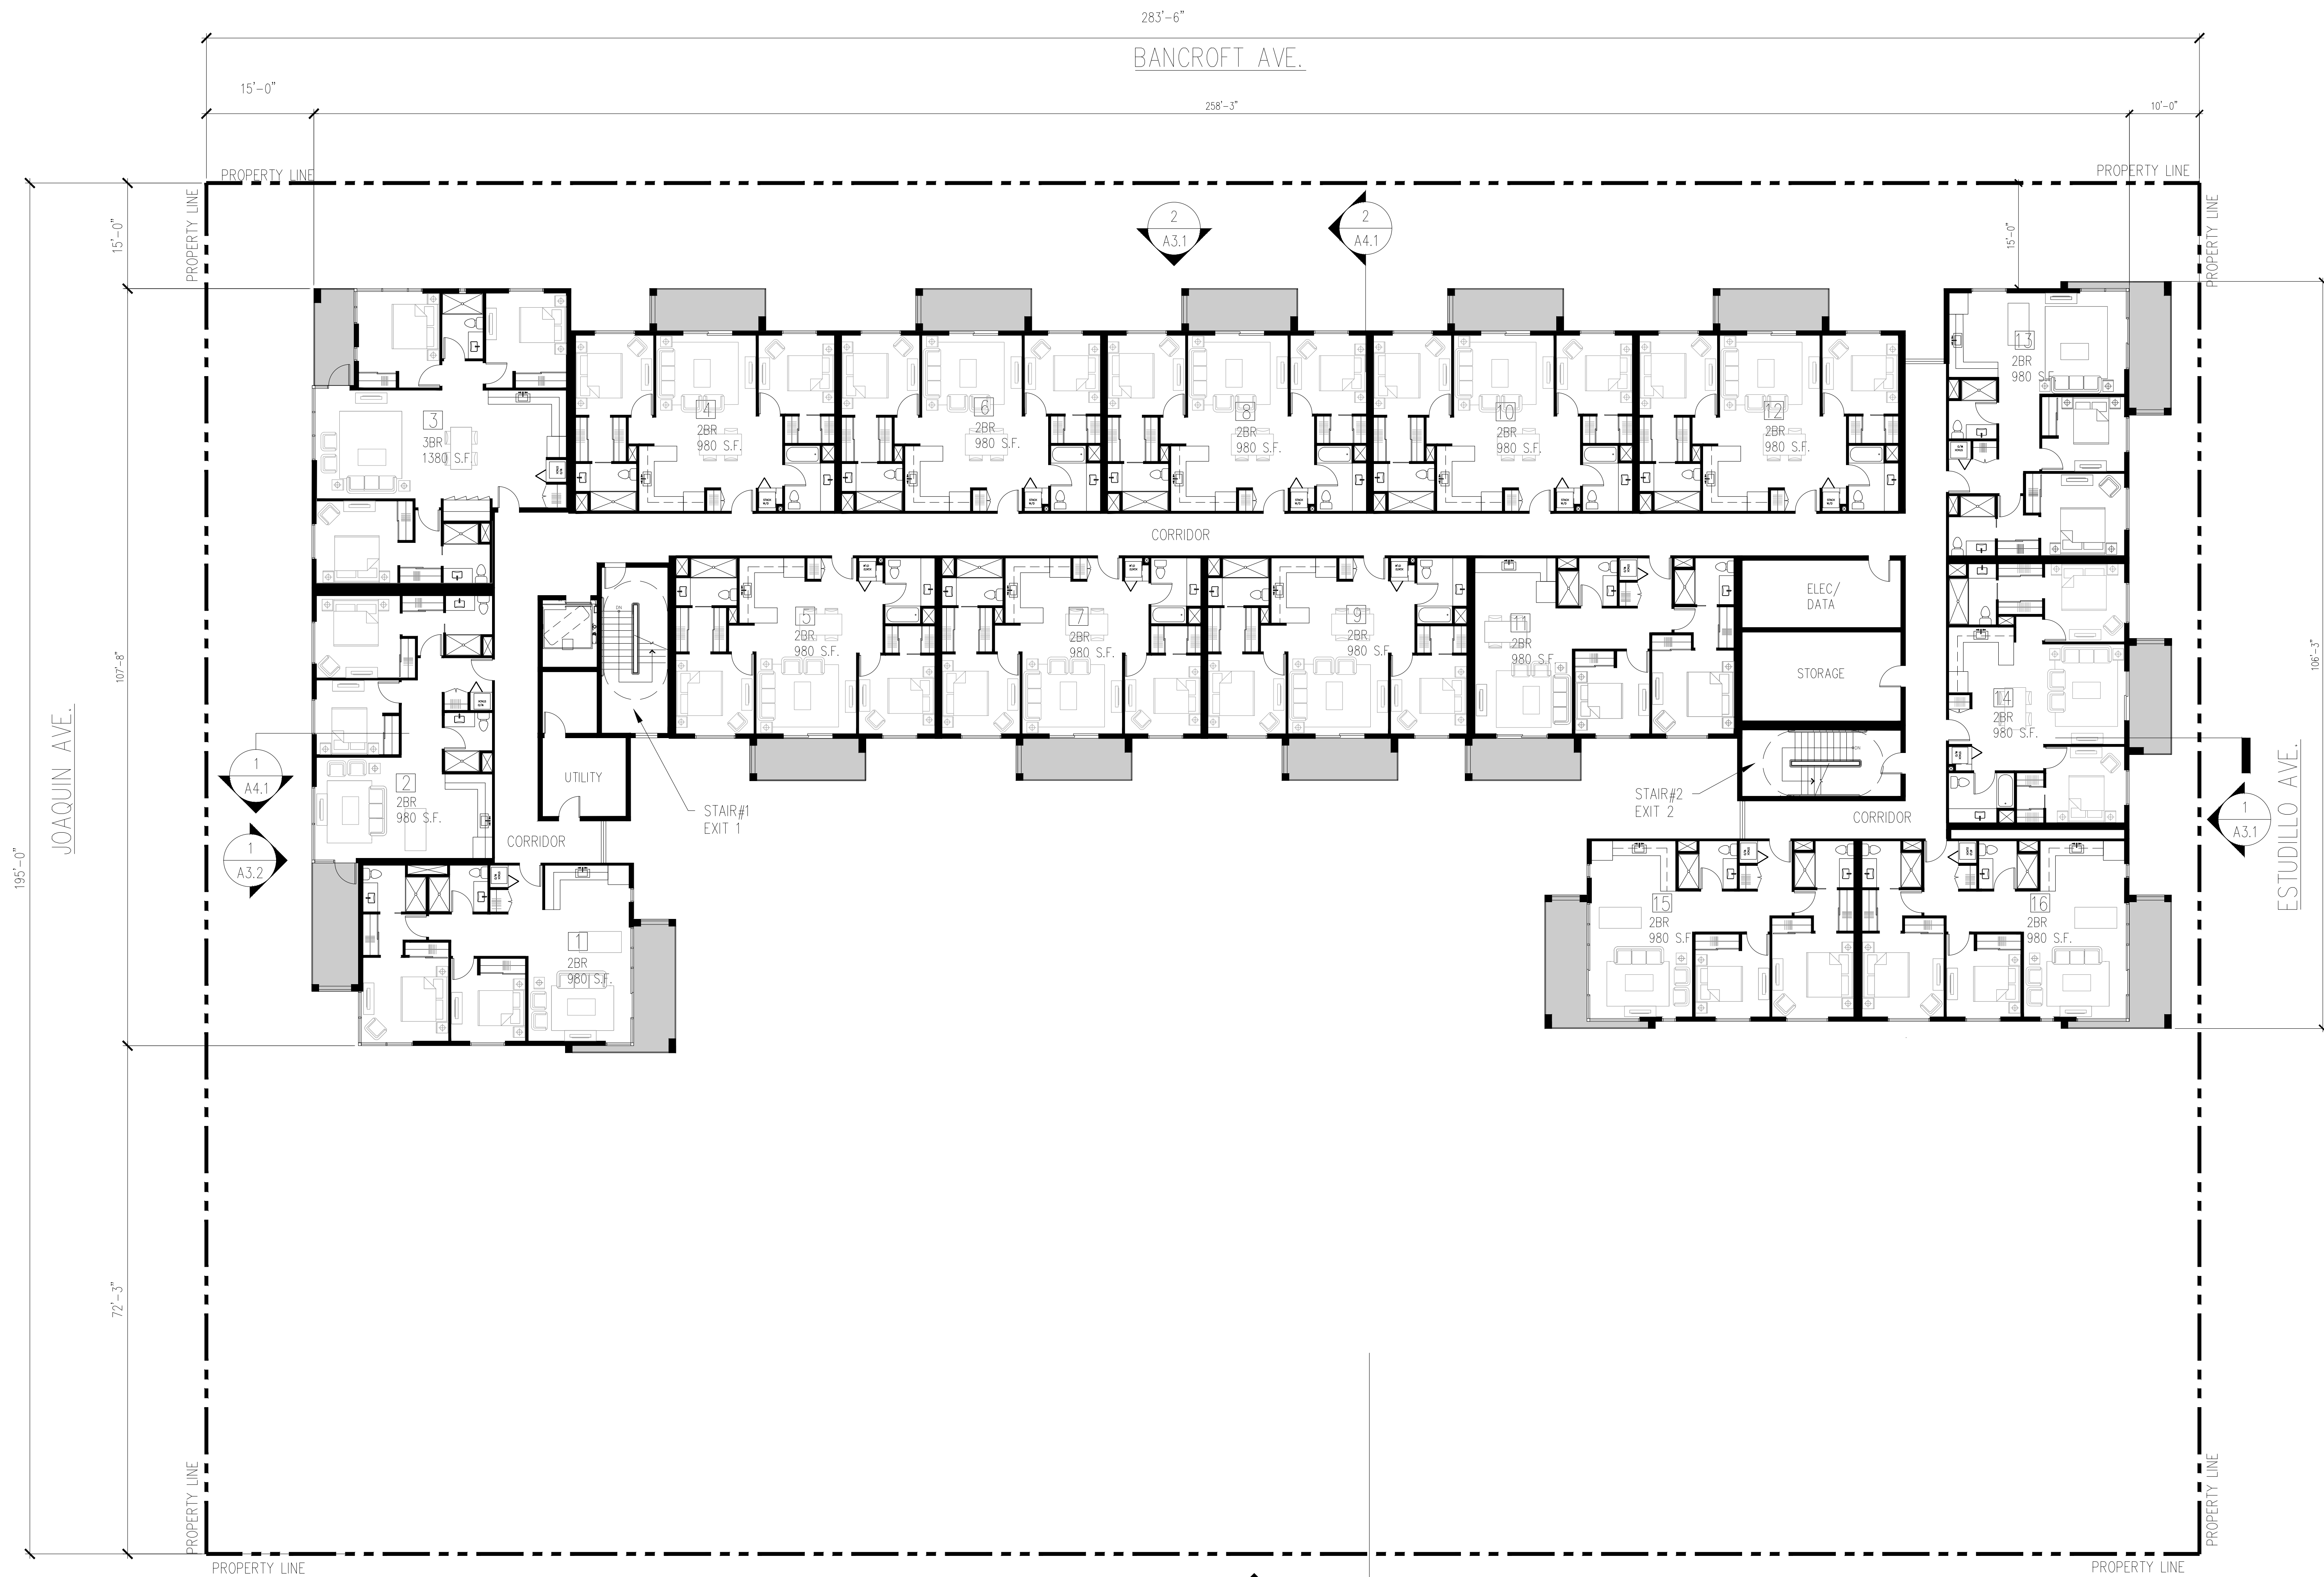 283'-6"
BANCROFT AVE.
15'-0"
258'-3"
10'-0"
PROPERTY LINE
PROPERTY LINE
PROPERTY LINE
PROPERTY LINE
15'-0"
15'-0"
2
A3.1
2
A4.1
3
3BR
1380 S.F.
4
2BR
980 S.F.
6
2BR
980 S.F.
8
2BR
980 S.F.
10
2BR
980 S.F.
12
2BR
980 S.F.
13
2BR
980 S.F.
CORRIDOR
5
2BR
980 S.F.
7
2BR
980 S.F.
9
2BR
980 S.F.
11
2BR
980 S.F.
ELEC/
DATA
STORAGE
14
2BR
980 S.F.
DN
DN
107'-8"
106'-3"
195'-0"
JOAQUIN AVE.
ESTUDILLO AVE.
1
A4.1
1
A3.2
2
2BR
980 S.F.
UTILITY
STAIR#1
EXIT 1
STAIR#2
EXIT 2
CORRIDOR
CORRIDOR
1
A3.1
1
2BR
980 S.F.
15
2BR
980 S.F.
16
2BR
980 S.F.
72'-3"
PROPERTY LINE
PROPERTY LINE
PROPERTY LINE
PROPERTY LINE